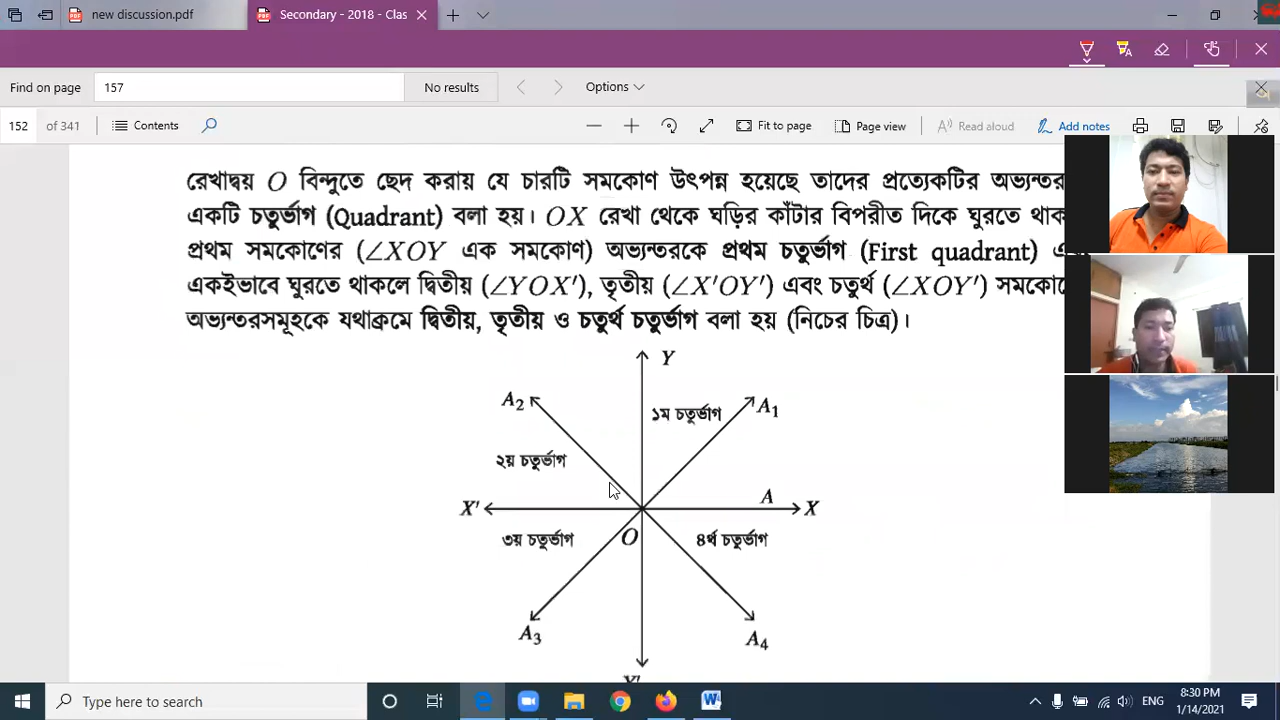 new discussion.pdf
Secondary - 2018 - Clas
Find on page
157
No results
Options
152
of 341
Contents
Fit to page
Page view
Read aloud
Add notes
রেখাদ্বয় O বিন্দুতে ছেদ করায় যে চারটি সমকোণ উৎপন্ন হয়েছে তাদের প্রত্যেকটির অভ্যন্তর
একটি চতুর্ভাগ (Quadrant) বলা হয়। OX রেখা থেকে ঘড়ির কাঁটার বিপরীত দিকে ঘুরতে থাক
প্রথম সমকোণের (∠XOY এক সমকোণ) অভ্যন্তরকে প্রথম চতুর্ভাগ (First quadrant) এ
একইভাবে ঘুরতে থাকলে দ্বিতীয় (∠YOX′), তৃতীয় (∠X′OY′) এবং চতুর্থ (∠XOY′) সমকো
অভ্যন্তরসমূহকে যথাক্রমে দ্বিতীয়, তৃতীয় ও চতুর্থ চতুর্ভাগ বলা হয় (নিচের চিত্র)।
Y
A₂
১ম চতুর্ভাগ
A₁
২য় চতুর্ভাগ
A
X′
X
O
৩য় চতুর্ভাগ
৪র্থ চতুর্ভাগ
A₃
A₄
Y′
Type here to search
ENG
8:30 PM
1/14/2021